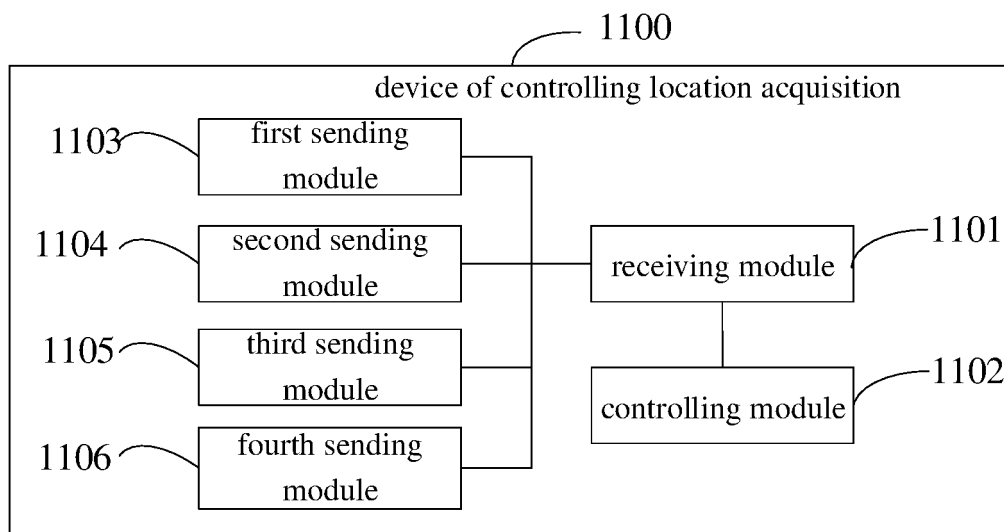 1100
device of controlling location acquisition
1103
first sending
module
1104
second sending
module
1101
receiving module
1105
third sending
module
1102
controlling module
1106
fourth sending
module